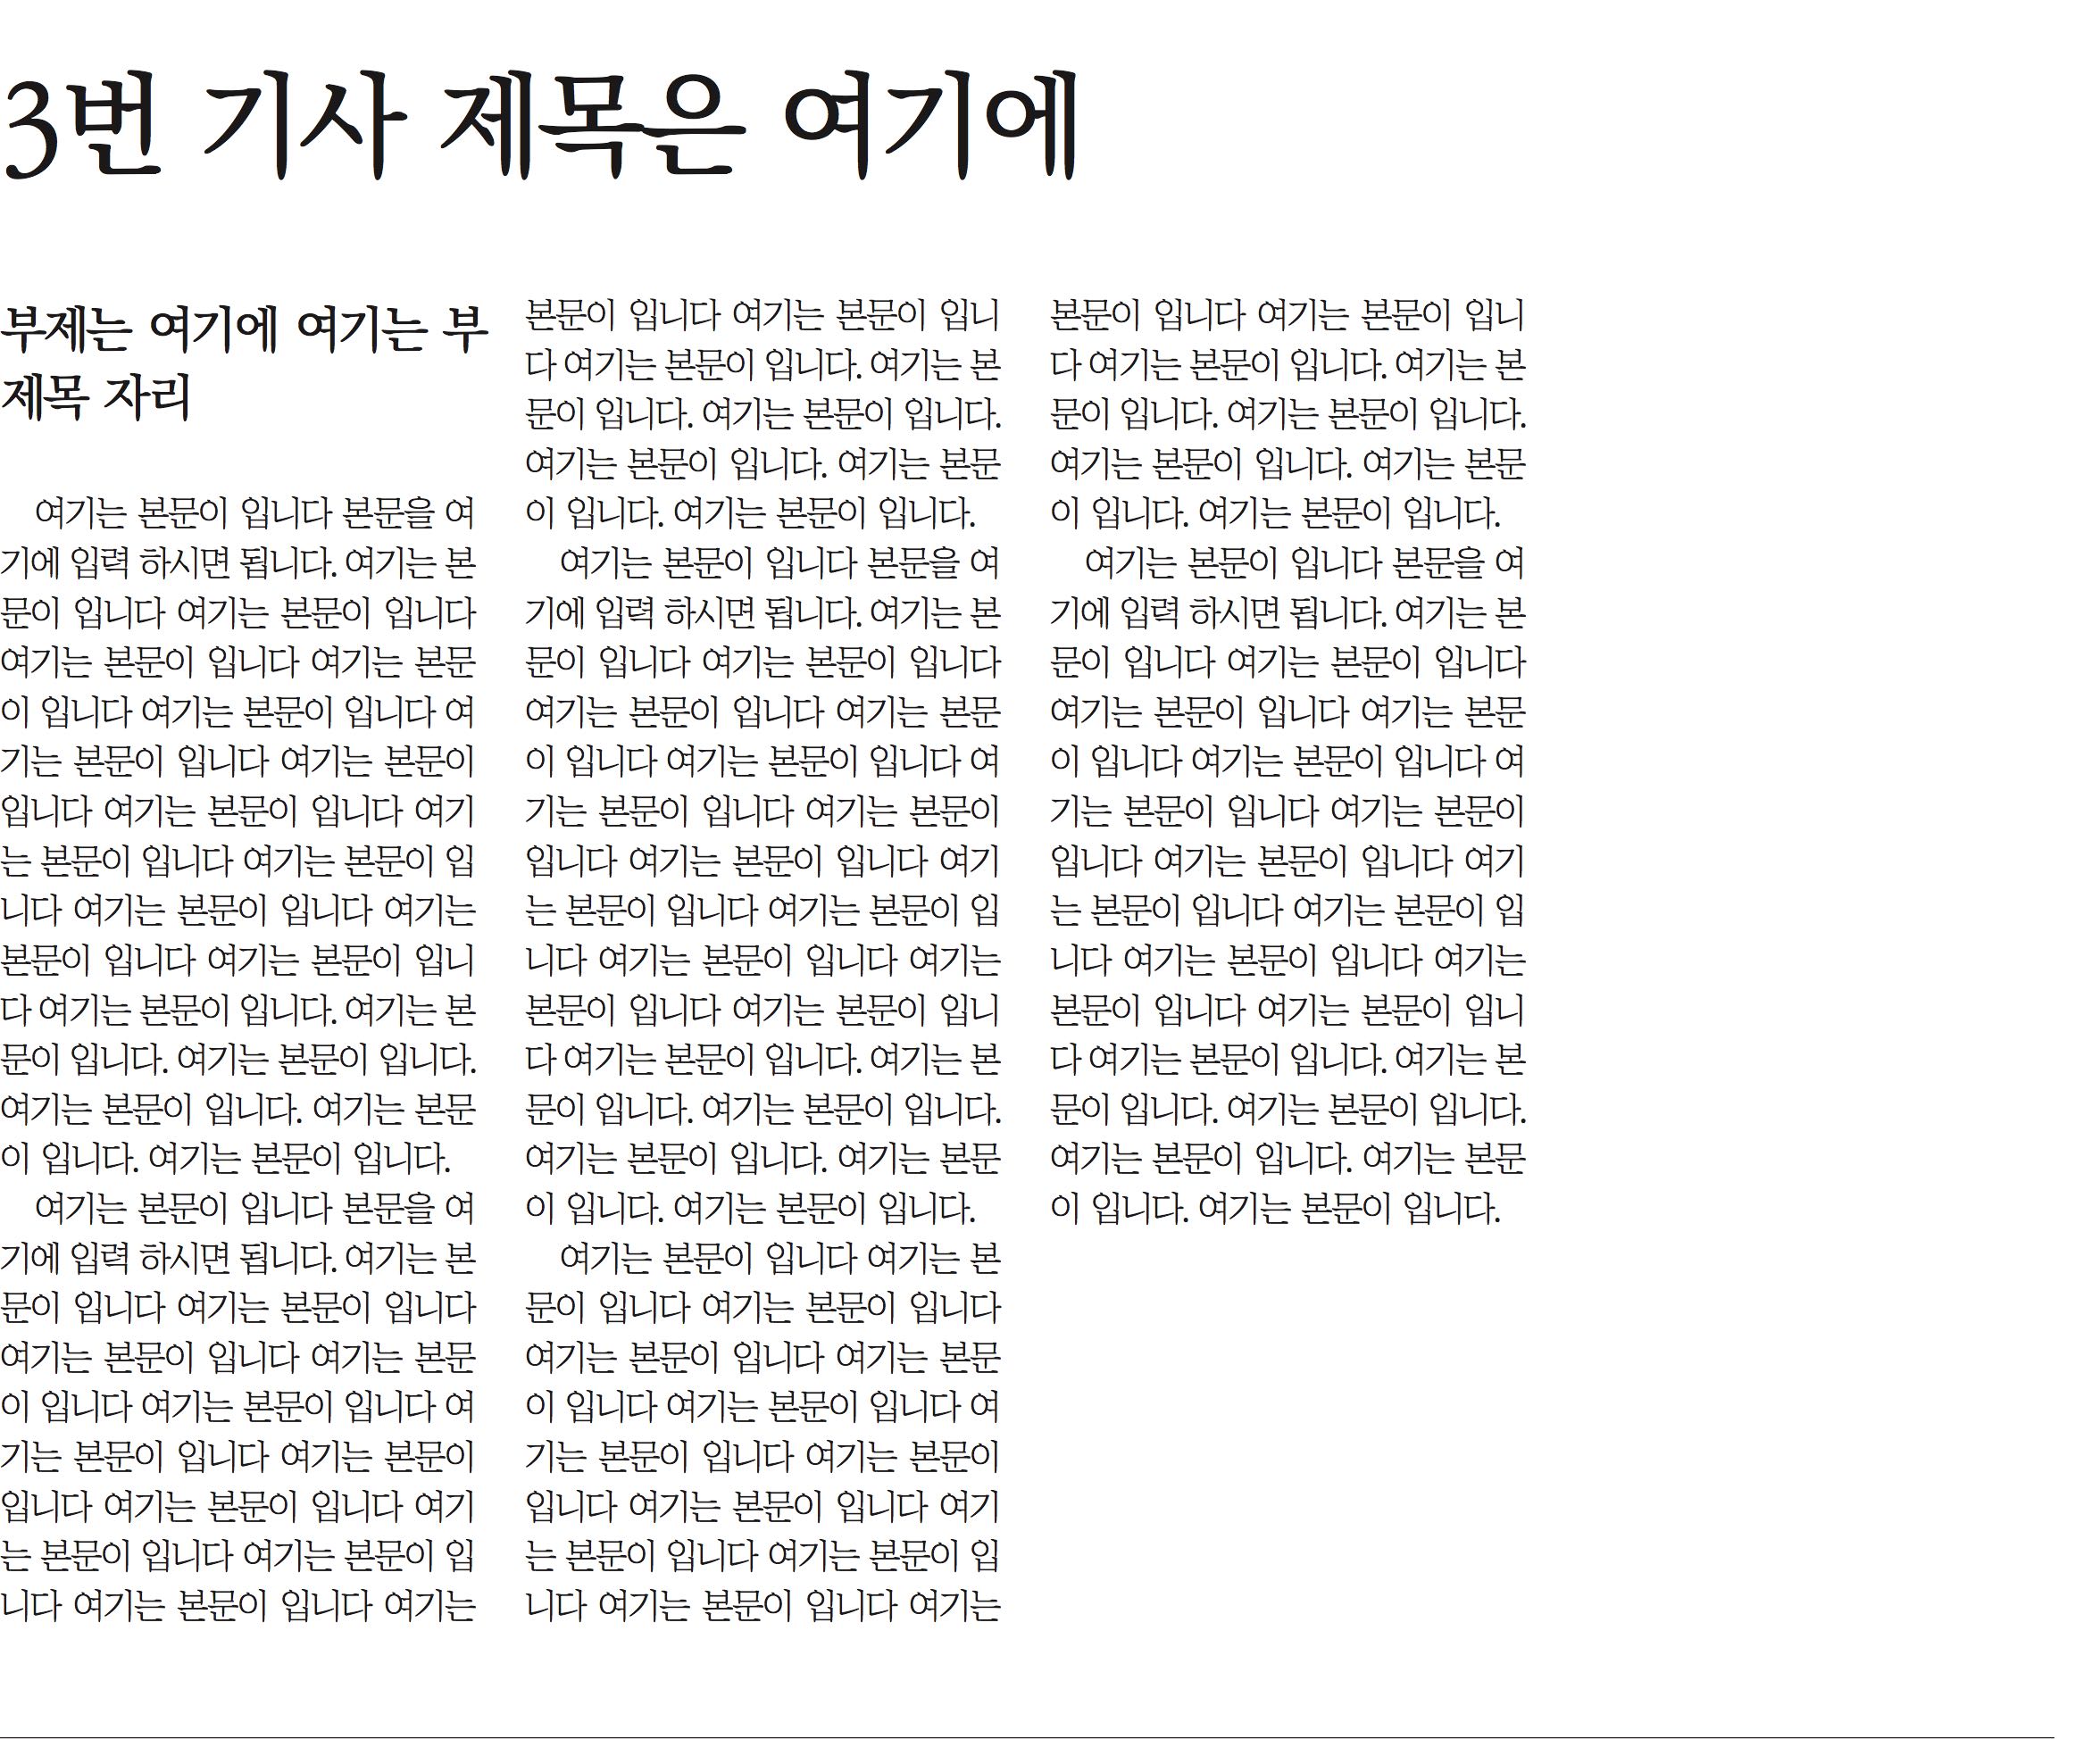 3번 기사 제목은 여기에
부제는 여기에 여기는 부
제목 자리
여기는 본문이 입니다 본문을 여
기에 입력 하시면 됩니다. 여기는 본
문이 입니다 여기는 본문이 입니다
여기는 본문이 입니다 여기는 본문
이 입니다 여기는 본문이 입니다 여
기는 본문이 입니다 여기는 본문이
입니다 여기는 본문이 입니다 여기
는 본문이 입니다 여기는 본문이 입
니다 여기는 본문이 입니다 여기는
본문이 입니다 여기는 본문이 입니
다 여기는 본문이 입니다. 여기는 본
문이 입니다. 여기는 본문이 입니다.
여기는 본문이 입니다. 여기는 본문
이 입니다. 여기는 본문이 입니다.
여기는 본문이 입니다 본문을 여
기에 입력 하시면 됩니다. 여기는 본
문이 입니다 여기는 본문이 입니다
여기는 본문이 입니다 여기는 본문
이 입니다 여기는 본문이 입니다 여
기는 본문이 입니다 여기는 본문이
입니다 여기는 본문이 입니다 여기
는 본문이 입니다 여기는 본문이 입
니다 여기는 본문이 입니다 여기는
본문이 입니다 여기는 본문이 입니
다 여기는 본문이 입니다. 여기는 본
문이 입니다. 여기는 본문이 입니다.
여기는 본문이 입니다. 여기는 본문
이 입니다. 여기는 본문이 입니다.
여기는 본문이 입니다 본문을 여
기에 입력 하시면 됩니다. 여기는 본
문이 입니다 여기는 본문이 입니다
여기는 본문이 입니다 여기는 본문
이 입니다 여기는 본문이 입니다 여
기는 본문이 입니다 여기는 본문이
입니다 여기는 본문이 입니다 여기
는 본문이 입니다 여기는 본문이 입
니다 여기는 본문이 입니다 여기는
본문이 입니다 여기는 본문이 입니
다 여기는 본문이 입니다. 여기는 본
문이 입니다. 여기는 본문이 입니다.
여기는 본문이 입니다. 여기는 본문
이 입니다. 여기는 본문이 입니다.
여기는 본문이 입니다 여기는 본
문이 입니다 여기는 본문이 입니다
여기는 본문이 입니다 여기는 본문
이 입니다 여기는 본문이 입니다 여
기는 본문이 입니다 여기는 본문이
입니다 여기는 본문이 입니다 여기
는 본문이 입니다 여기는 본문이 입
니다 여기는 본문이 입니다 여기는
본문이 입니다 여기는 본문이 입니
다 여기는 본문이 입니다. 여기는 본
문이 입니다. 여기는 본문이 입니다.
여기는 본문이 입니다. 여기는 본문
이 입니다. 여기는 본문이 입니다.
여기는 본문이 입니다 본문을 여
기에 입력 하시면 됩니다. 여기는 본
문이 입니다 여기는 본문이 입니다
여기는 본문이 입니다 여기는 본문
이 입니다 여기는 본문이 입니다 여
기는 본문이 입니다 여기는 본문이
입니다 여기는 본문이 입니다 여기
는 본문이 입니다 여기는 본문이 입
니다 여기는 본문이 입니다 여기는
본문이 입니다 여기는 본문이 입니
다 여기는 본문이 입니다. 여기는 본
문이 입니다. 여기는 본문이 입니다.
여기는 본문이 입니다. 여기는 본문
이 입니다. 여기는 본문이 입니다.